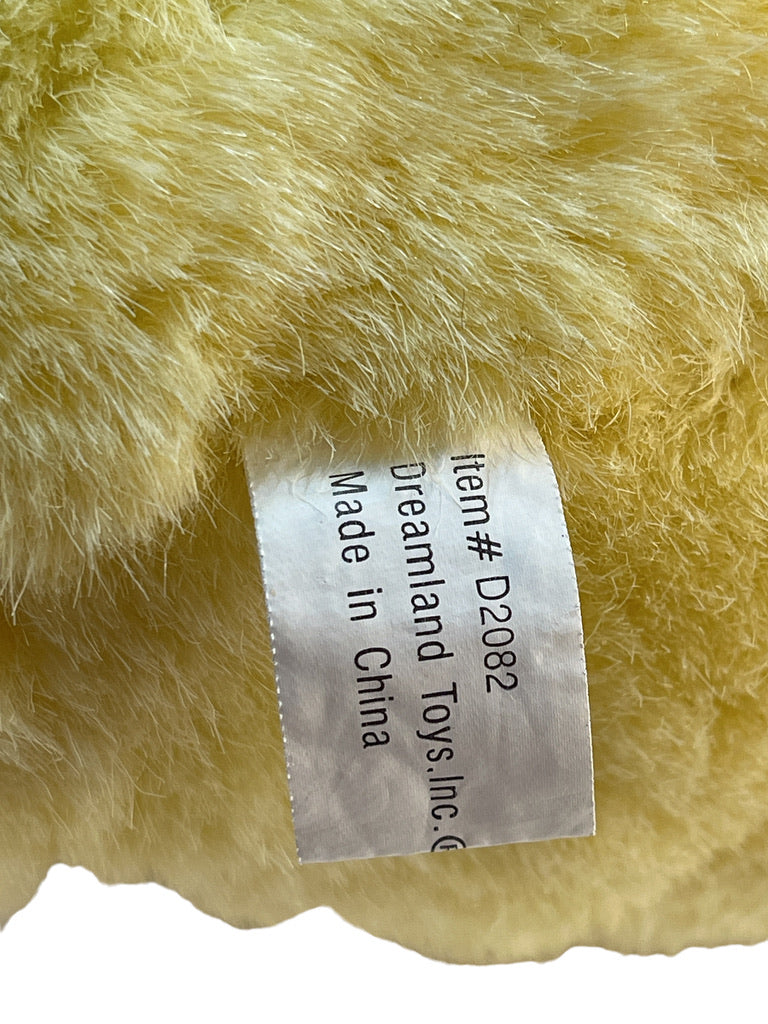 Item# D2082
Dreamland Toys.Inc.®
Made in China